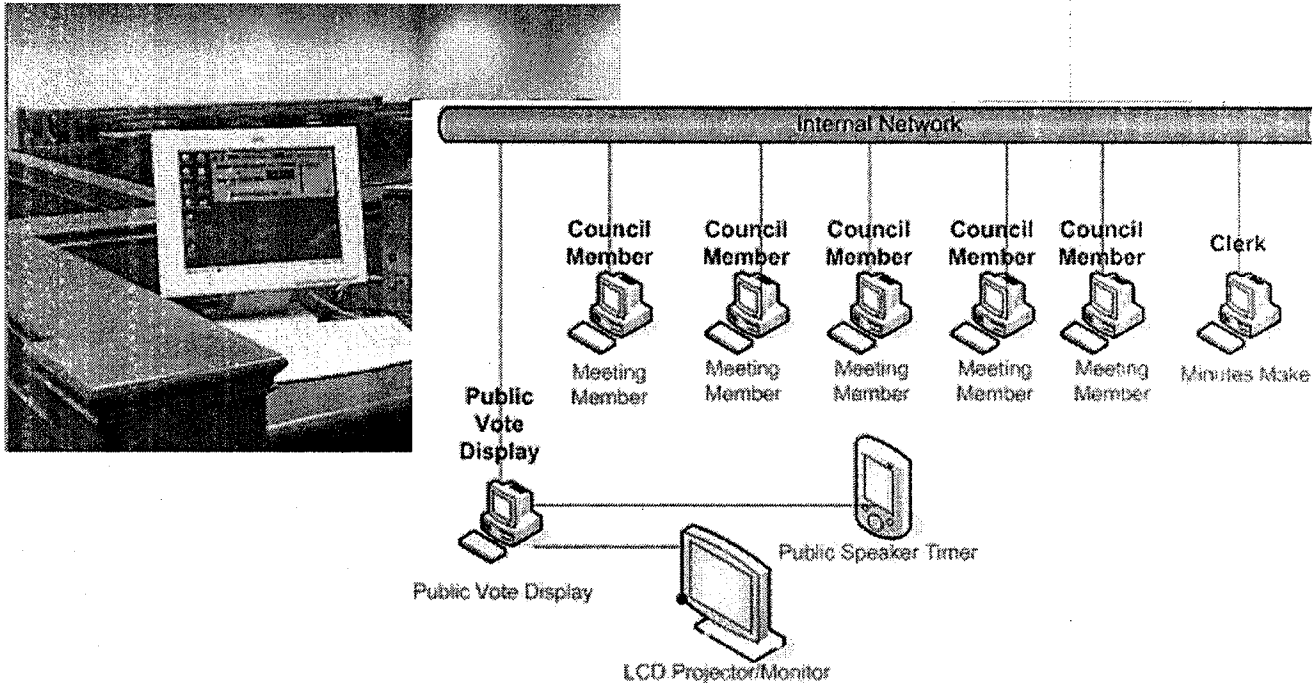 Internal Network
Council
Member
Council
Member
Council
Member
Council
Member
Council
Member
Clerk
Meeting
Member
Meeting
Member
Meeting
Member
Meeting
Member
Meeting
Member
Minutes Make
Public
Vote
Display
Public Speaker Timer
Public Vote Display
LCD Projector/Monitor